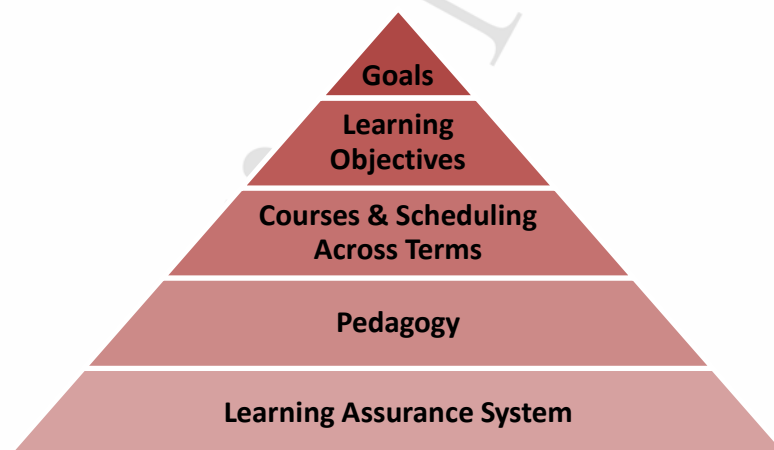 Goals
Learning
Objectives
Courses & Scheduling
Across Terms
Pedagogy
Learning Assurance System